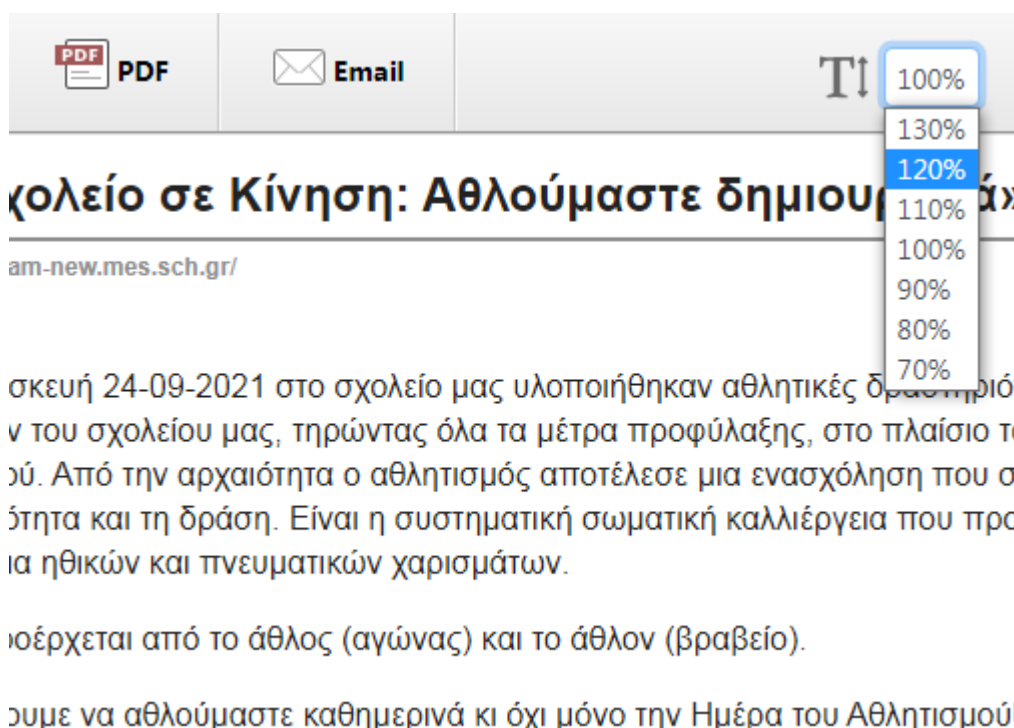 PDF
Email
T
100%
130%
120%
110%
100%
90%
80%
70%
χολείο σε Κίνηση: Αθλούμαστε δημιουρ ά»
am-new.mes.sch.gr/
σκευή 24-09-2021 στο σχολείο μας υλοποιήθηκαν αθλητικές δραστηριό
ν του σχολείου μας, τηρώντας όλα τα μέτρα προφύλαξης, στο πλαίσιο τ
ού. Από την αρχαιότητα ο αθλητισμός αποτέλεσε μια ενασχόληση που σ
ότητα και τη δράση. Είναι η συστηματική σωματική καλλιέργεια που προ
ια ηθικών και πνευματικών χαρισμάτων.
οέρχεται από το άθλος (αγώνας) και το άθλον (βραβείο).
ουμε να αθλούμαστε καθημερινά κι όχι μόνο την Ημέρα του Αθλητισμού!